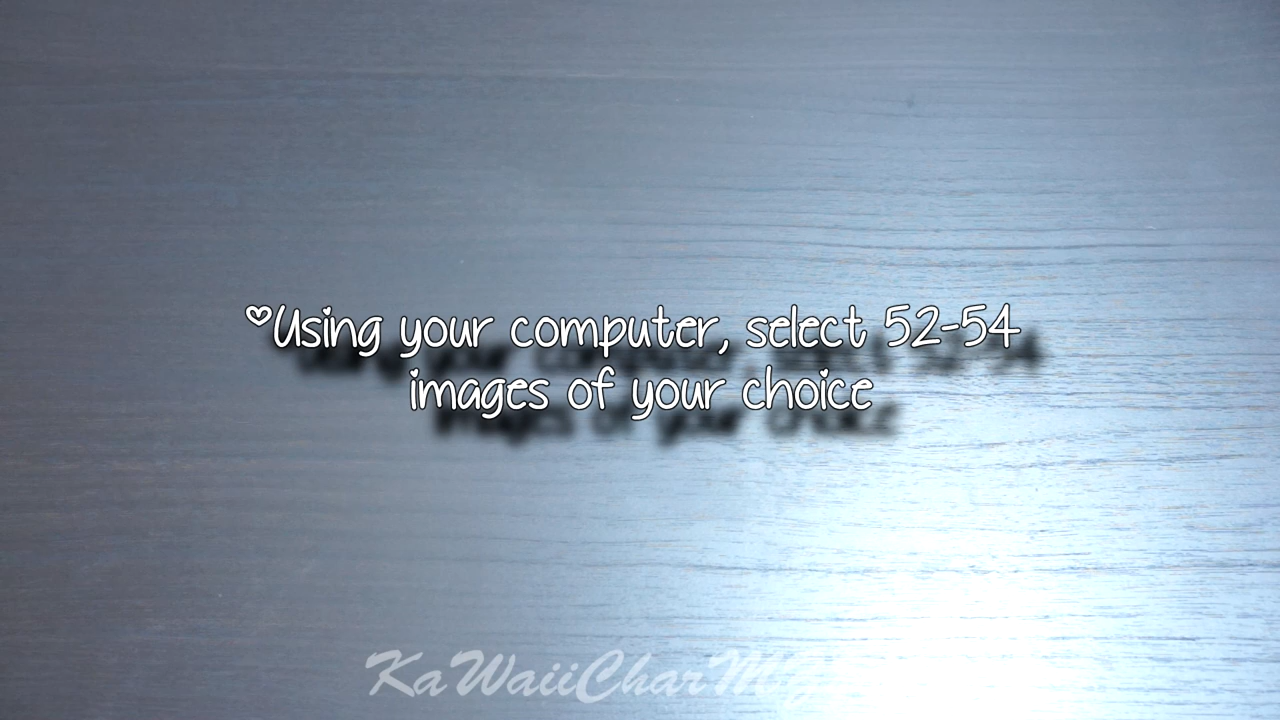 ♡Using your computer, select 52-54
images of your choice